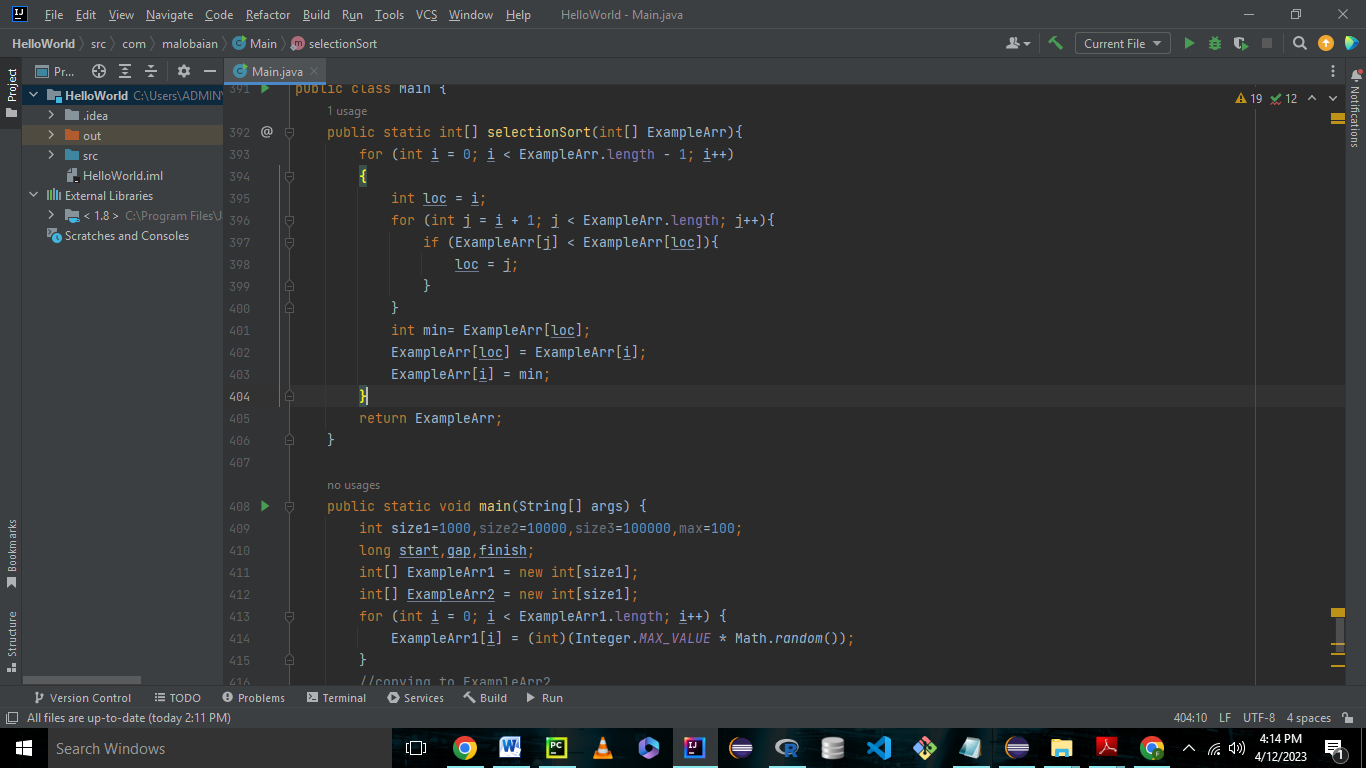 File Edit View Navigate Code Refactor Build Run Tools VCS Window Help HelloWorld - Main.java
HelloWorld src com malobaian Main selectionSort Current File
Project
Pr... Main.java
HelloWorld C:\Users\ADMIN\
.idea
out
src
HelloWorld.iml
External Libraries
< 1.8 > C:\Program Files\J
Scratches and Consoles
19 12
Notifications
391 public class Main {
1 usage
392 @ public static int[] selectionSort(int[] ExampleArr){
393 for (int i = 0; i < ExampleArr.length - 1; i++)
394 {
395 int loc = i;
396 for (int j = i + 1; j < ExampleArr.length; j++){
397 if (ExampleArr[j] < ExampleArr[loc]){
398 loc = j;
399 }
400 }
401 int min= ExampleArr[loc];
402 ExampleArr[loc] = ExampleArr[i];
403 ExampleArr[i] = min;
404 }
405 return ExampleArr;
406 }
407
no usages
408 public static void main(String[] args) {
409 int size1=1000,size2=10000,size3=100000,max=100;
410 long start,gap,finish;
411 int[] ExampleArr1 = new int[size1];
412 int[] ExampleArr2 = new int[size1];
413 for (int i = 0; i < ExampleArr1.length; i++) {
414 ExampleArr1[i] = (int)(Integer.MAX_VALUE * Math.random());
415 }
416 //copying to ExampleArr2
Bookmarks
Structure
Version Control TODO Problems Terminal Services Build Run
All files are up-to-date (today 2:11 PM) 404:10 LF UTF-8 4 spaces
Search Windows
4:14 PM
4/12/2023
1